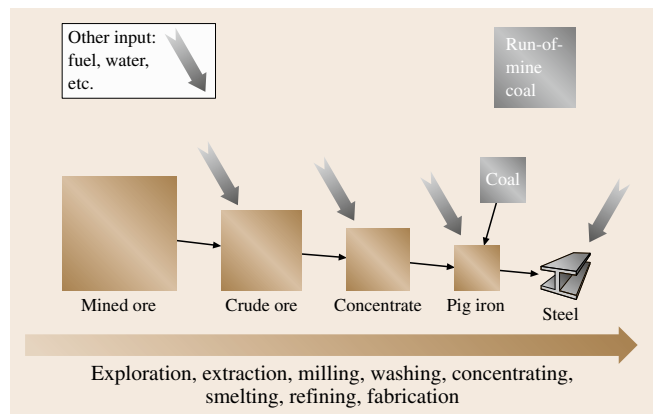 Other input:
fuel, water,
etc.
Run-of-
mine
coal
Coal
Mined ore
Crude ore
Concentrate
Pig iron
Steel
Exploration, extraction, milling, washing, concentrating,
smelting, refining, fabrication